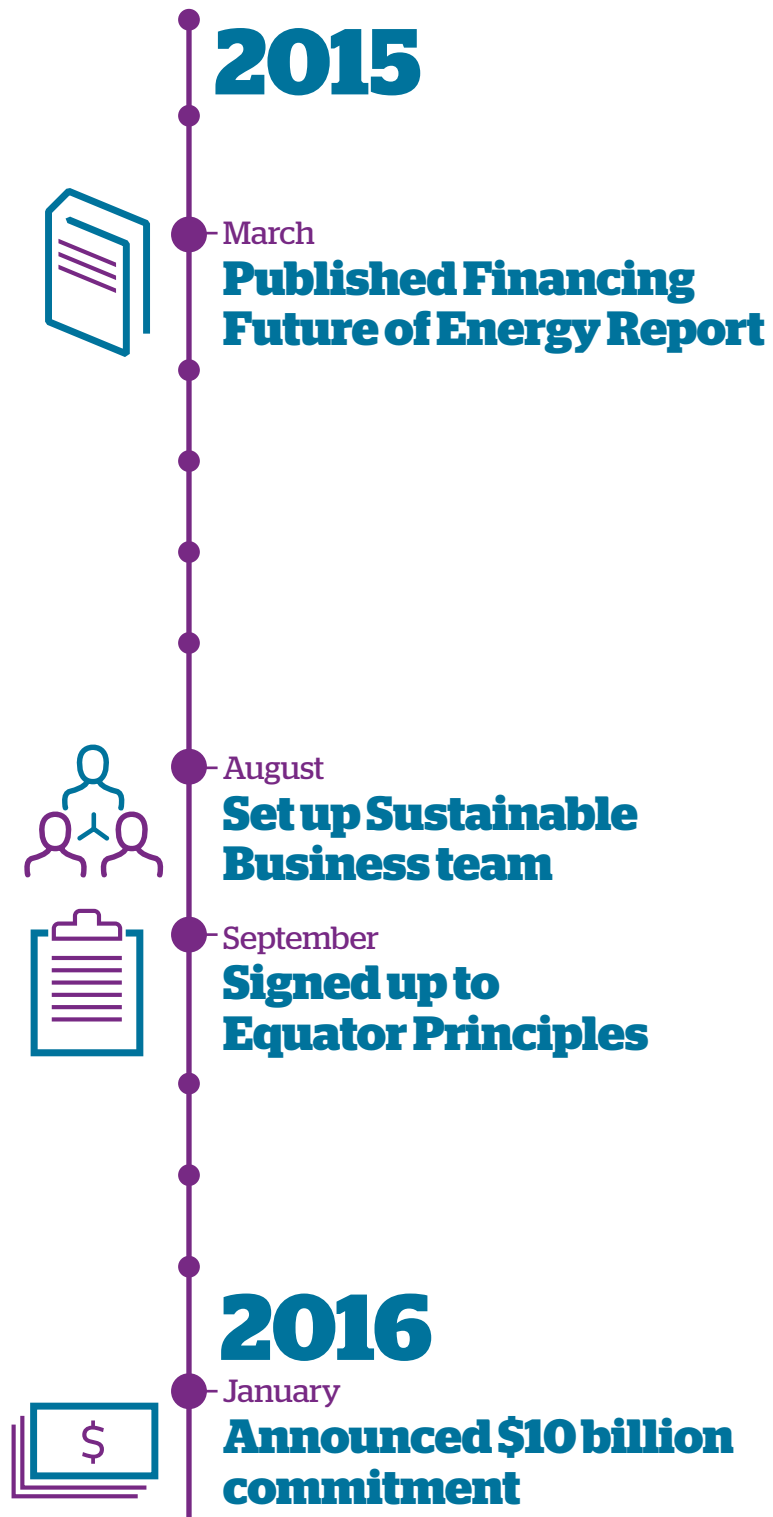 2015
March
Published Financing
Future of Energy Report
August
Set up Sustainable
Business team
September
Signed up to
Equator Principles
2016
January
$
Announced $10 billion
commitment